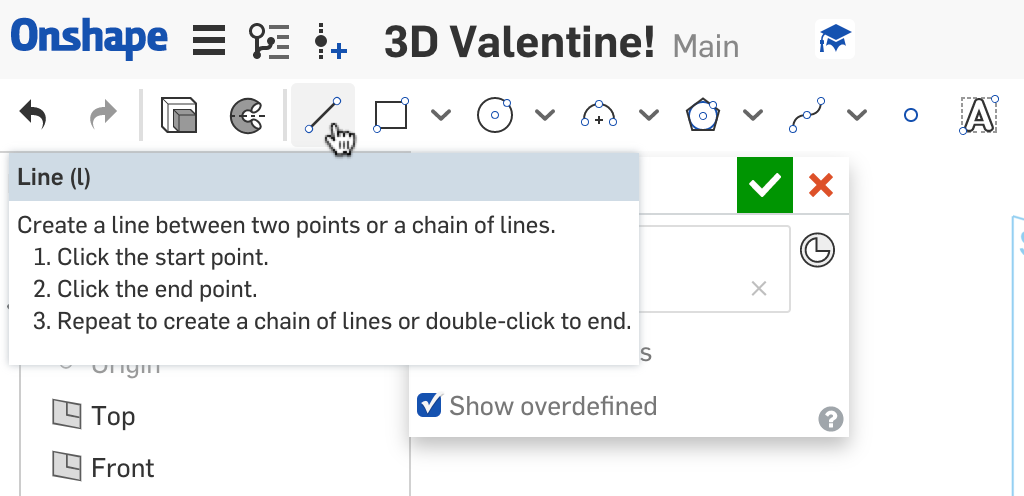 Onshape
3D Valentine! Main
A
Line (l)
Create a line between two points or a chain of lines.
1. Click the start point.
2. Click the end point.
3. Repeat to create a chain of lines or double-click to end.
s
Origin
Show overdefined
?
Top
Front